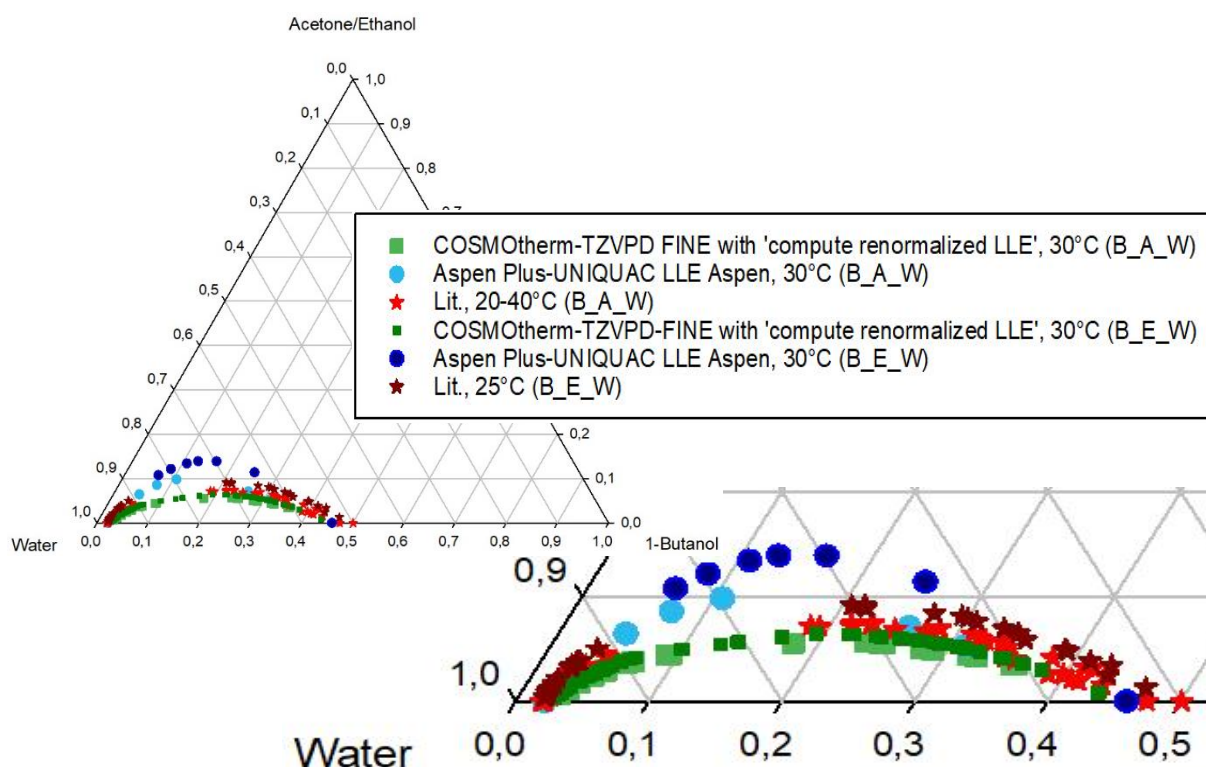 Acetone/Ethanol
0,0
1,0
0,1
0,9
0,2
0,8
0,3
0,7
COSMOtherm-TZVPD FINE with 'compute renormalized LLE', 30°C (B_A_W)
Aspen Plus-UNIQUAC LLE Aspen, 30°C (B_A_W)
Lit., 20-40°C (B_A_W)
COSMOtherm-TZVPD-FINE with 'compute renormalized LLE', 30°C (B_E_W)
Aspen Plus-UNIQUAC LLE Aspen, 30°C (B_E_W)
Lit., 25°C (B_E_W)
0,4
0,5
0,6
0,7
0,8
0,2
0,9
0,1
1,0
0,0
Water
0,0 0,1 0,2 0,3 0,4 0,5 0,6 0,7 0,8 0,9 1,0
1-Butanol
0,9
1,0
Water
0,0 0,1 0,2 0,3 0,4 0,5